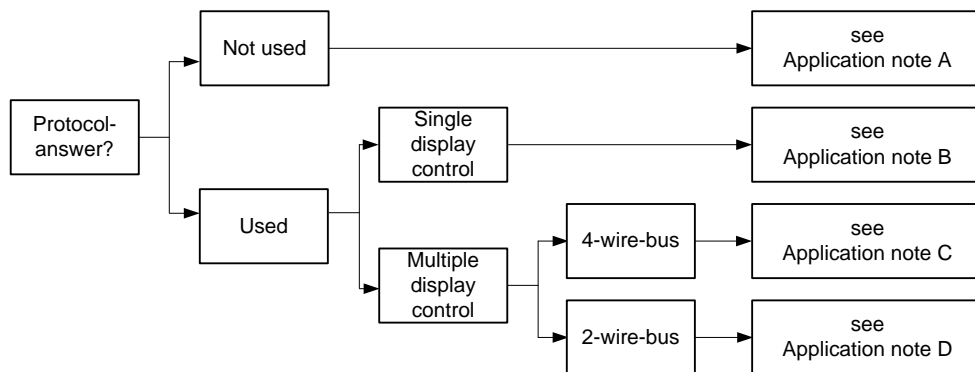 Not used
see
Application note A
Protocol-
answer?
Single
display
control
see
Application note B
Used
Multiple
display
control
4-wire-bus
see
Application note C
2-wire-bus
see
Application note D